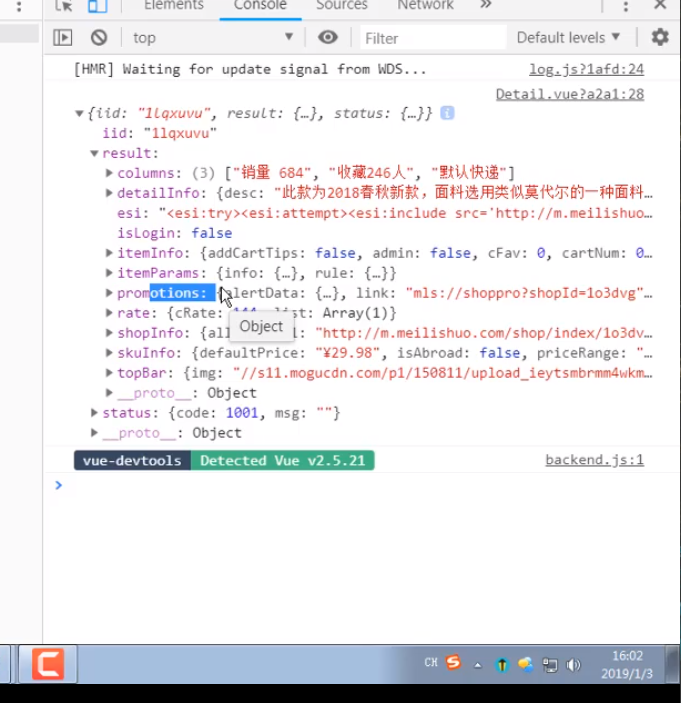 Elements Console Sources Network »
top Filter Default levels
[HMR] Waiting for update signal from WDS... log.js?1afd:24
Detail.vue?a2a1:28
{iid: "1lqxuvu", result: {…}, status: {…}}
iid: "1lqxuvu"
result:
columns: (3) ["销量 684", "收藏246人", "默认快递"]
detailInfo: {desc: "此款为2018春秋新款，面料选用类似莫代尔的一种面料…
esi: "<esi:try><esi:attempt><esi:include src='http://m.meilishuo…
isLogin: false
itemInfo: {addCartTips: false, admin: false, cFav: 0, cartNum: 0…
itemParams: {info: {…}, rule: {…}}
promotions: {alertData: {…}, link: "mls://shoppro?shopId=1o3dvg"…
rate: {cRate: 144, list: Array(1)}
Object
shopInfo: {all "http://m.meilishuo.com/shop/index/1o3dv…
skuInfo: {defaultPrice: "¥29.98", isAbroad: false, priceRange: "…
topBar: {img: "//s11.mogucdn.com/p1/150811/upload_ieytsmbrmm4wkm…
__proto__: Object
status: {code: 1001, msg: ""}
__proto__: Object
vue-devtools Detected Vue v2.5.21 backend.js:1
>
CH 16:02
2019/1/3